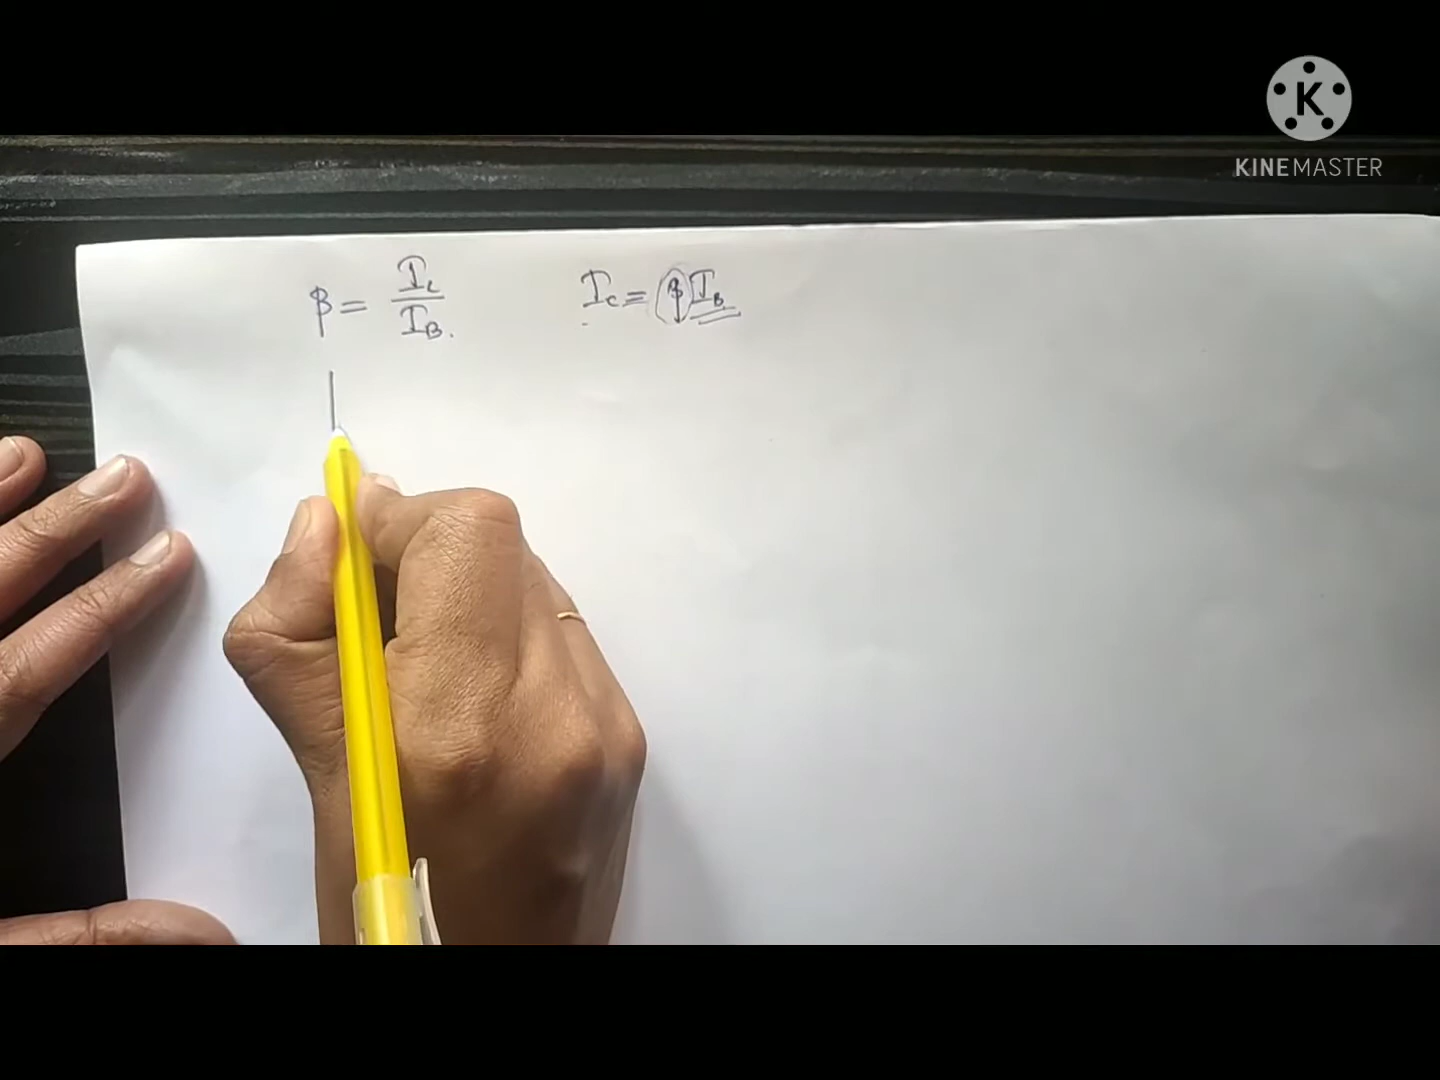 K
KINEMASTER
β = I_C / I_B.
I_C = β I_B